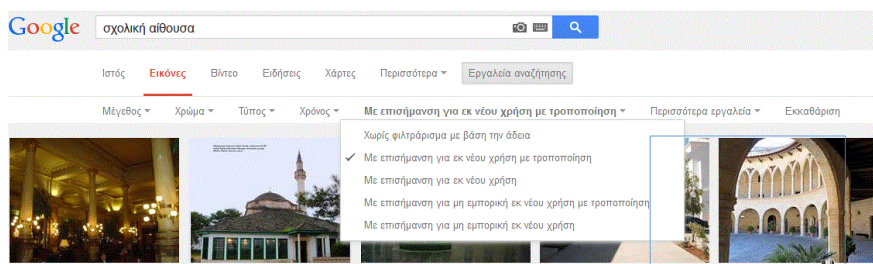 Google σχολική αίθουσα
Ιστός Εικόνες Βίντεο Ειδήσεις Χάρτες Περισσότερα Εργαλεία αναζήτησης
Μέγεθος Χρώμα Τύπος Χρόνος Με επισήμανση για εκ νέου χρήση με τροποποίηση Περισσότερα εργαλεία Εκκαθάριση
Χωρίς φιλτράρισμα με βάση την άδεια
Με επισήμανση για εκ νέου χρήση με τροποποίηση
Με επισήμανση για εκ νέου χρήση
Με επισήμανση για μη εμπορική εκ νέου χρήση με τροποποίηση
Με επισήμανση για μη εμπορική εκ νέου χρήση